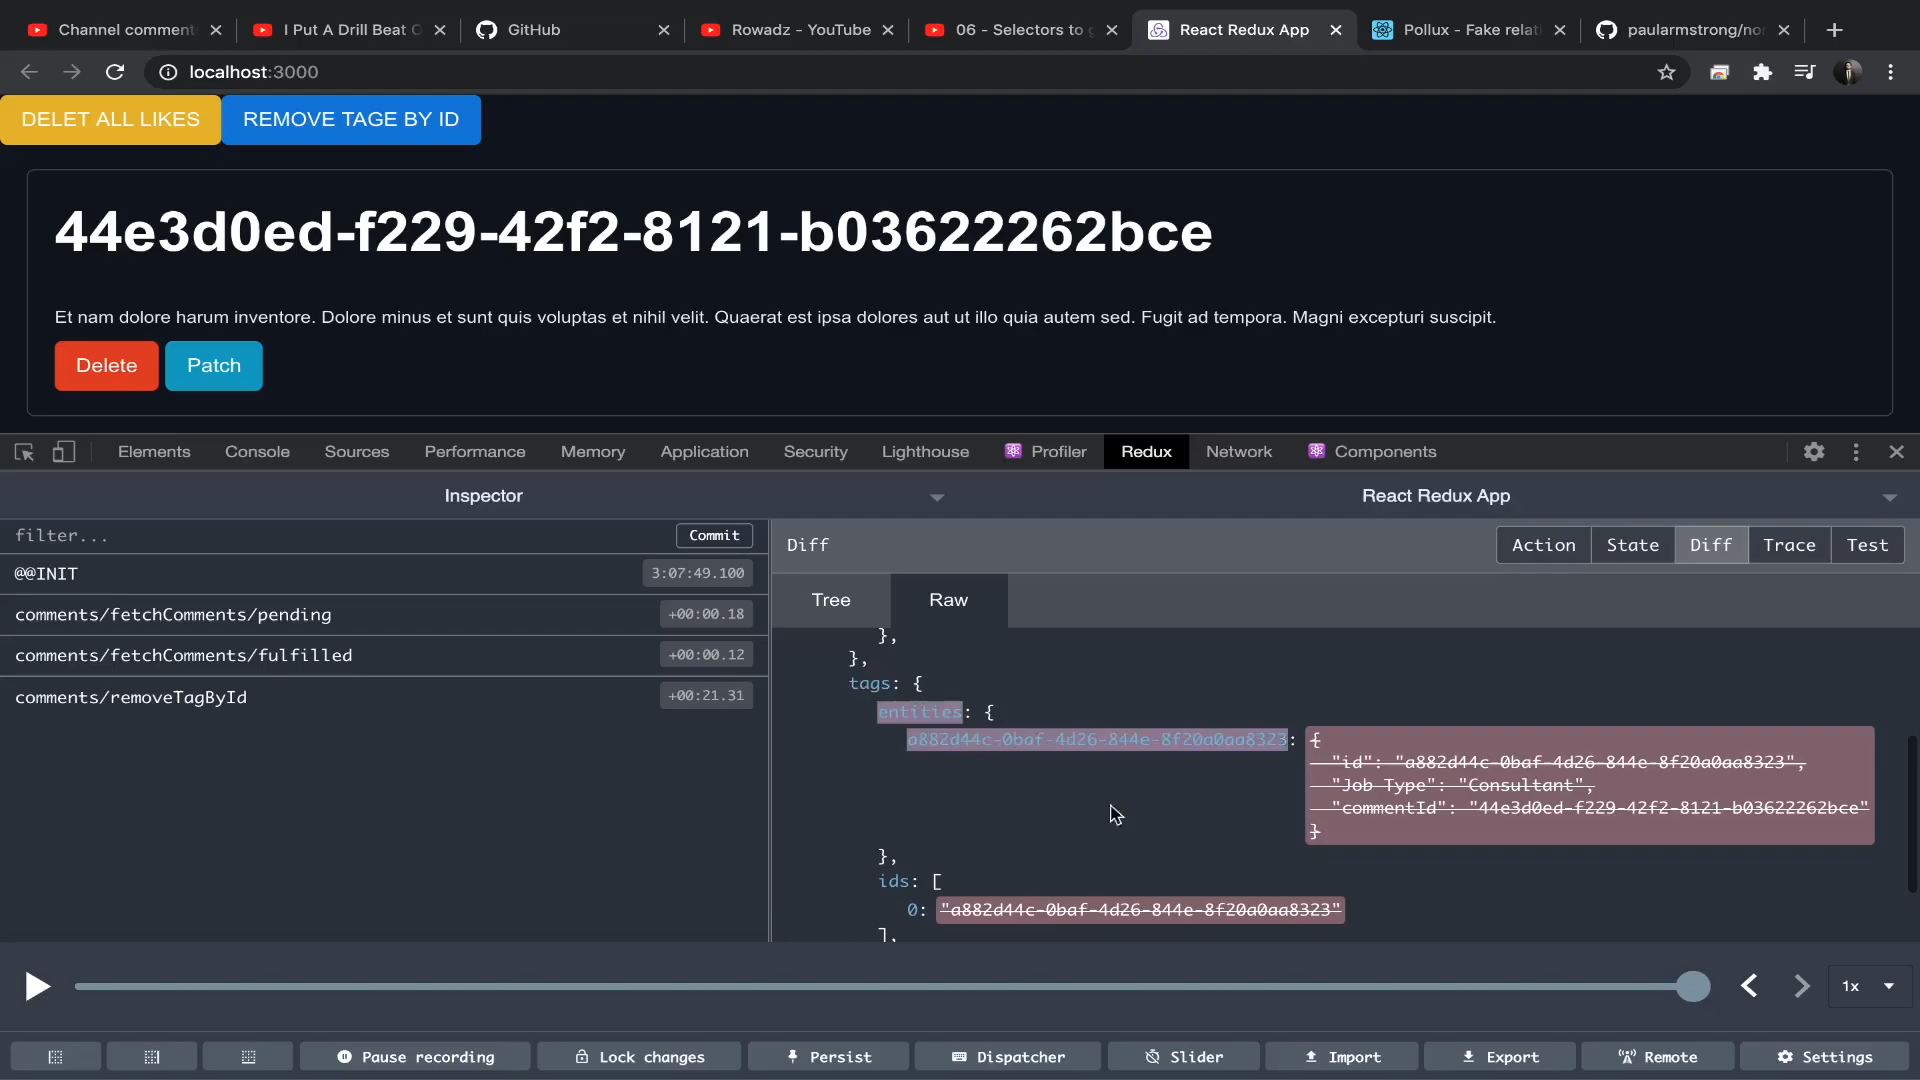 Channel comment
I Put A Drill Beat O
GitHub
Rowadz - YouTube
06 - Selectors to g
React Redux App
Pollux - Fake relati
paularmstrong/nor
localhost:3000
DELET ALL LIKES
REMOVE TAGE BY ID
44e3d0ed-f229-42f2-8121-b03622262bce
Et nam dolore harum inventore. Dolore minus et sunt quis voluptas et nihil velit. Quaerat est ipsa dolores aut ut illo quia autem sed. Fugit ad tempora. Magni excepturi suscipit.
Delete
Patch
Elements
Console
Sources
Performance
Memory
Application
Security
Lighthouse
Profiler
Redux
Network
Components
Inspector
React Redux App
filter...
Commit
@@INIT
3:07:49.100
comments/fetchComments/pending
+00:00.18
comments/fetchComments/fulfilled
+00:00.12
comments/removeTagById
+00:21.31
Diff
Action
State
Diff
Trace
Test
Tree
Raw
},
},
tags: {
entities: {
a882d44c-0baf-4d26-844e-8f20a0aa8323: {
"id": "a882d44c-0baf-4d26-844e-8f20a0aa8323",
"Job Type": "Consultant",
"commentId": "44e3d0ed-f229-42f2-8121-b03622262bce"
}
},
ids: [
0: "a882d44c-0baf-4d26-844e-8f20a0aa8323"
],
1x
Pause recording
Lock changes
Persist
Dispatcher
Slider
Import
Export
Remote
Settings